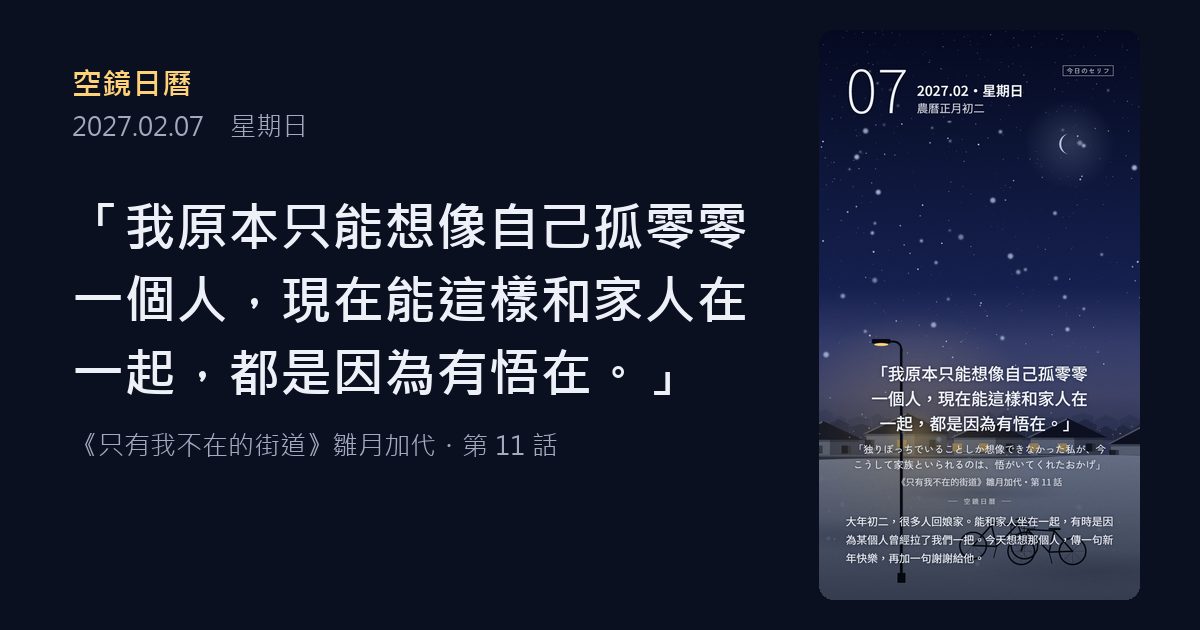 空鏡日曆
2027.02.07 星期日
「我原本只能想像自己孤零零
一個人，現在能這樣和家人在
一起，都是因為有悟在。」
《只有我不在的街道》雛月加代・第 11 話
今日のセリフ
07
2027.02・星期日
農曆正月初二
「我原本只能想像自己孤零零
一個人，現在能這樣和家人在
一起，都是因為有悟在。」
「独りぼっちでいることしか想像できなかった私が、今
こうして家族といられるのは、悟がいてくれたおかげ」
《只有我不在的街道》雛月加代・第 11 話
— 空鏡日曆 —
大年初二，很多人回娘家。能和家人坐在一起，有時是因
為某個人曾經拉了我們一把。今天想想那個人，傳一句新
年快樂，再加一句謝謝給他。